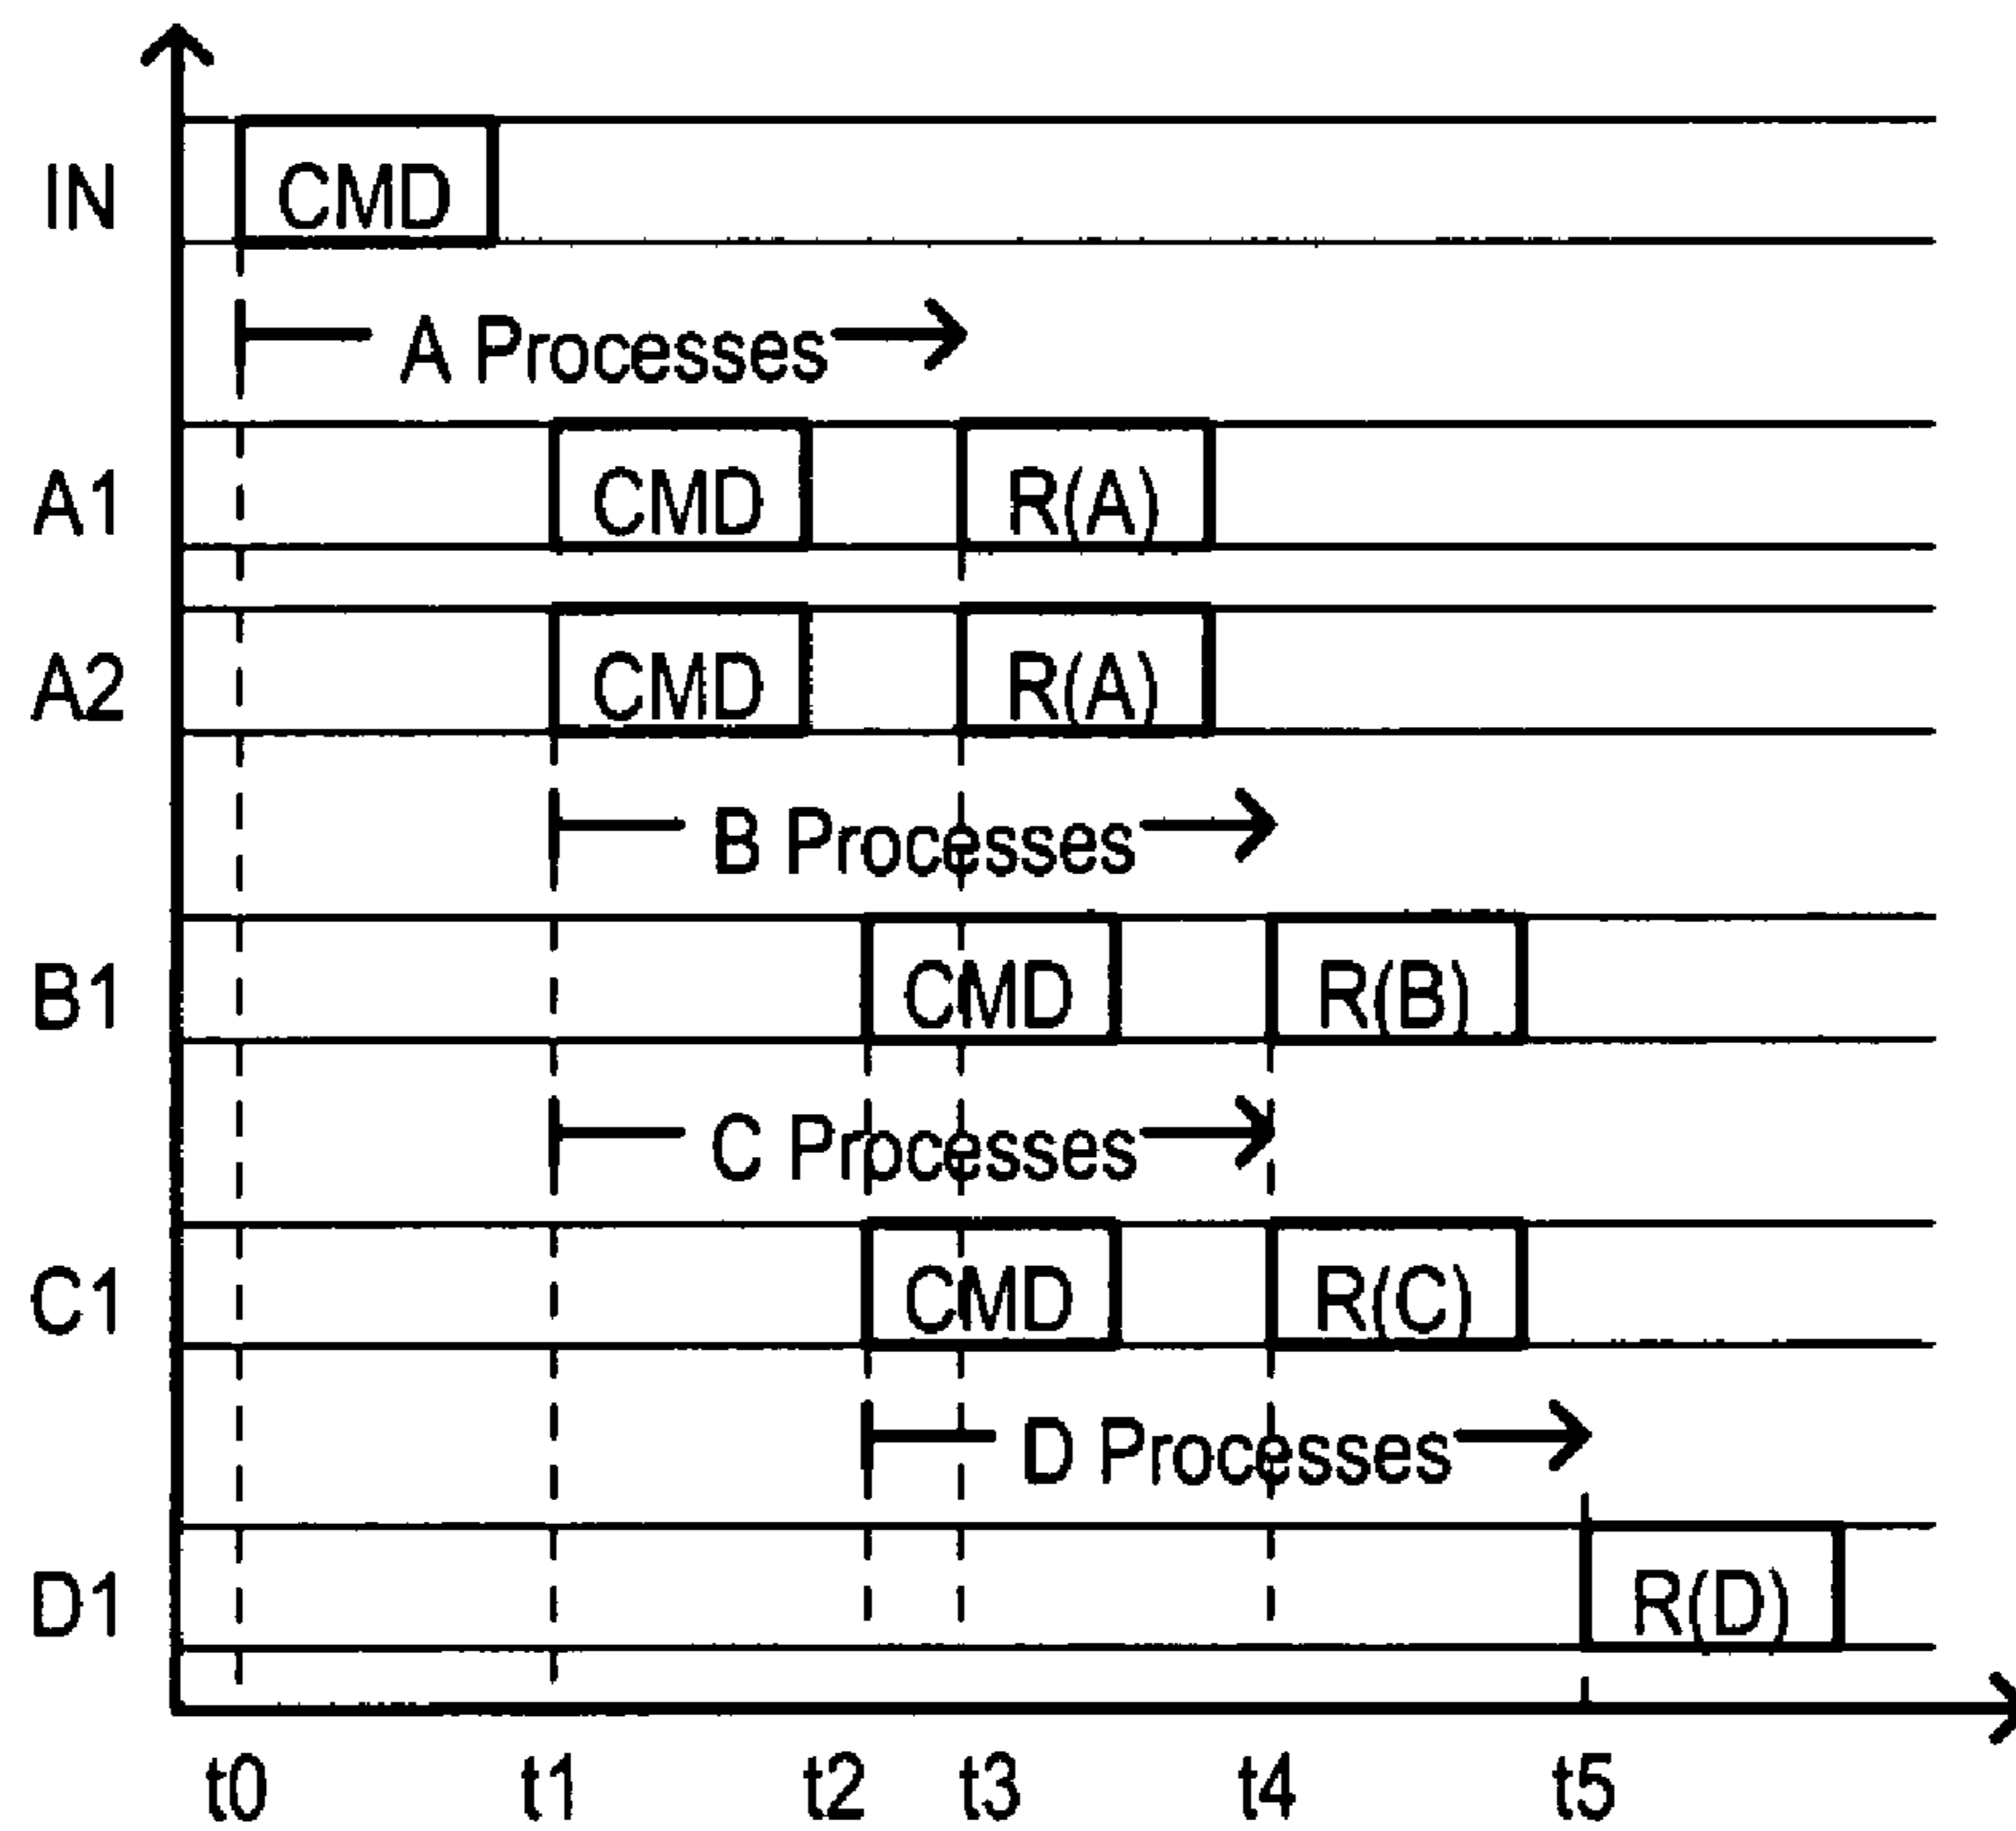 IN CMD
A Processes
A1 CMD R(A)
A2 CMD R(A)
B Processes
B1 CMD R(B)
C Processes
C1 CMD R(C)
D Processes
D1 R(D)
t0 t1 t2 t3 t4 t5